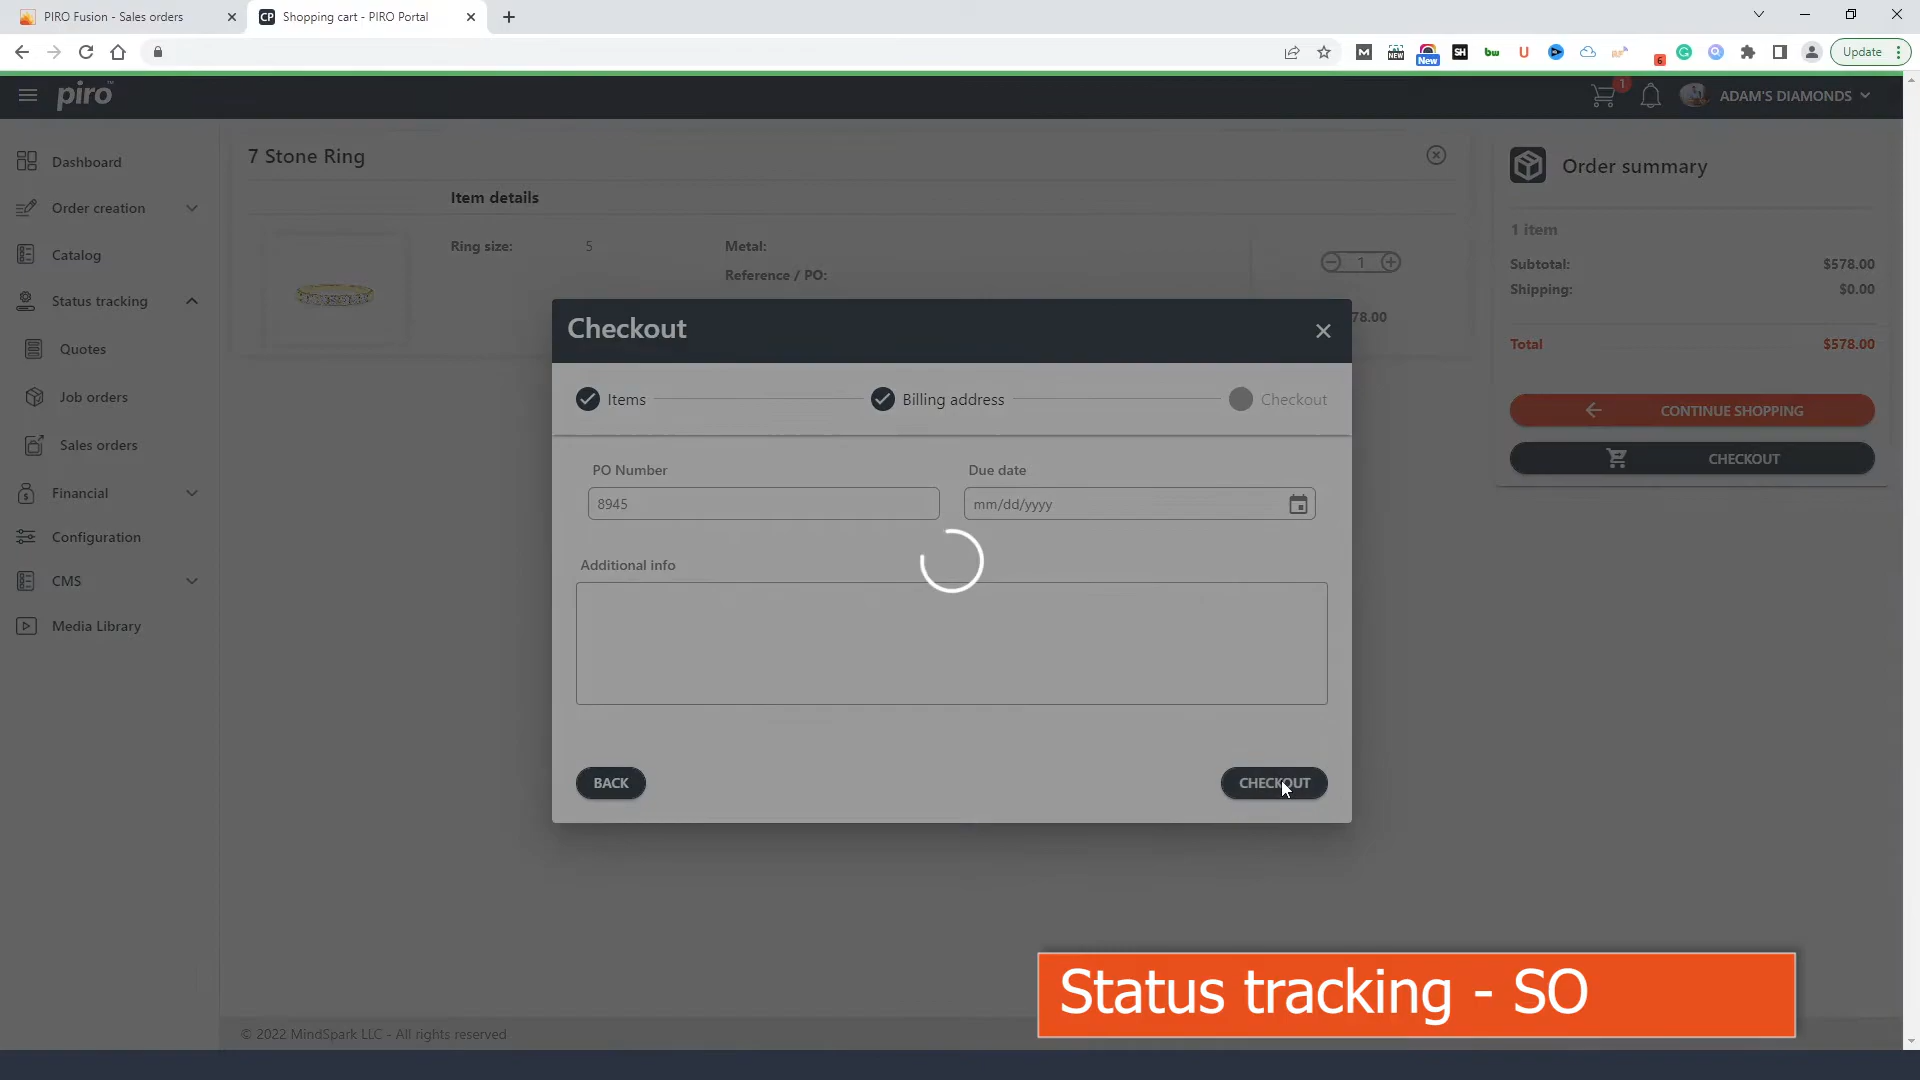 PIRO Fusion - Sales orders
CP Shopping cart - PIRO Portal
Update
New
6
piro
1
ADAM'S DIAMONDS
Dashboard
Order creation
Catalog
Status tracking
Quotes
Job orders
Sales orders
Financial
Configuration
CMS
Media Library
7 Stone Ring
Item details
Ring size: 5 Metal:
Reference / PO:
1
78.00
Order summary
1 item
Subtotal: $578.00
Shipping: $0.00
Total $578.00
CONTINUE SHOPPING
CHECKOUT
Checkout
Items Billing address Checkout
PO Number Due date
8945 mm/dd/yyyy
Additional info
BACK CHECKOUT
Status tracking - SO
© 2022 MindSpark LLC - All rights reserved